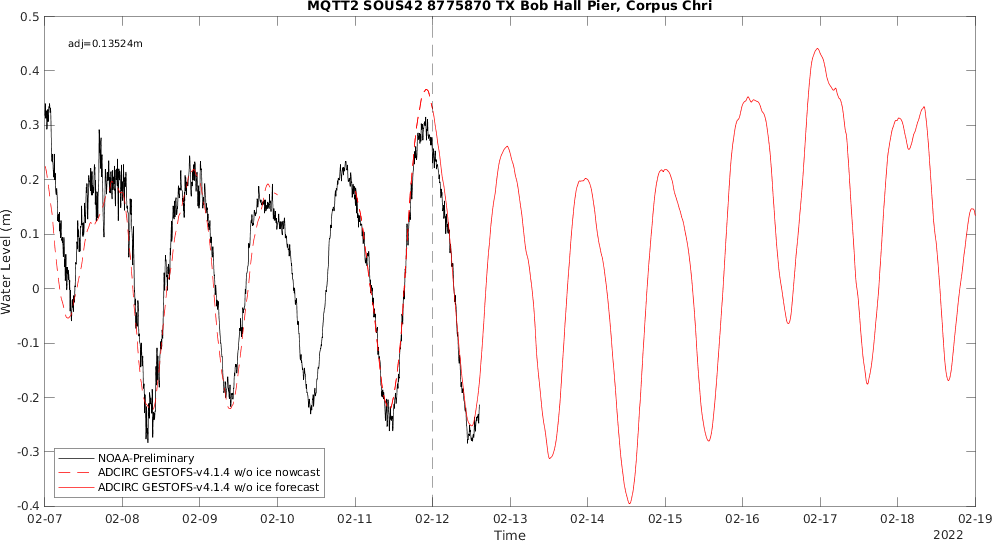 MQTT2 SOUS42 8775870 TX Bob Hall Pier, Corpus Chri
adj=0.13524m
Water Level (m)
0.5
0.4
0.3
0.2
0.1
0
-0.1
-0.2
-0.3
-0.4
NOAA-Preliminary
ADCIRC GESTOFS-v4.1.4 w/o ice nowcast
ADCIRC GESTOFS-v4.1.4 w/o ice forecast
02-07 02-08 02-09 02-10 02-11 02-12 02-13 02-14 02-15 02-16 02-17 02-18 02-19
Time
2022